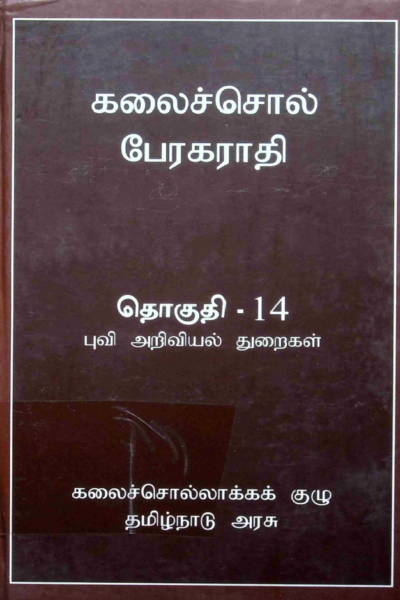 கலைச்சொல்
பேரகராதி
தொகுதி - 14
புவி அறிவியல் துறைகள்
கலைச்சொல்லாக்கக் குழு
தமிழ்நாடு அரசு